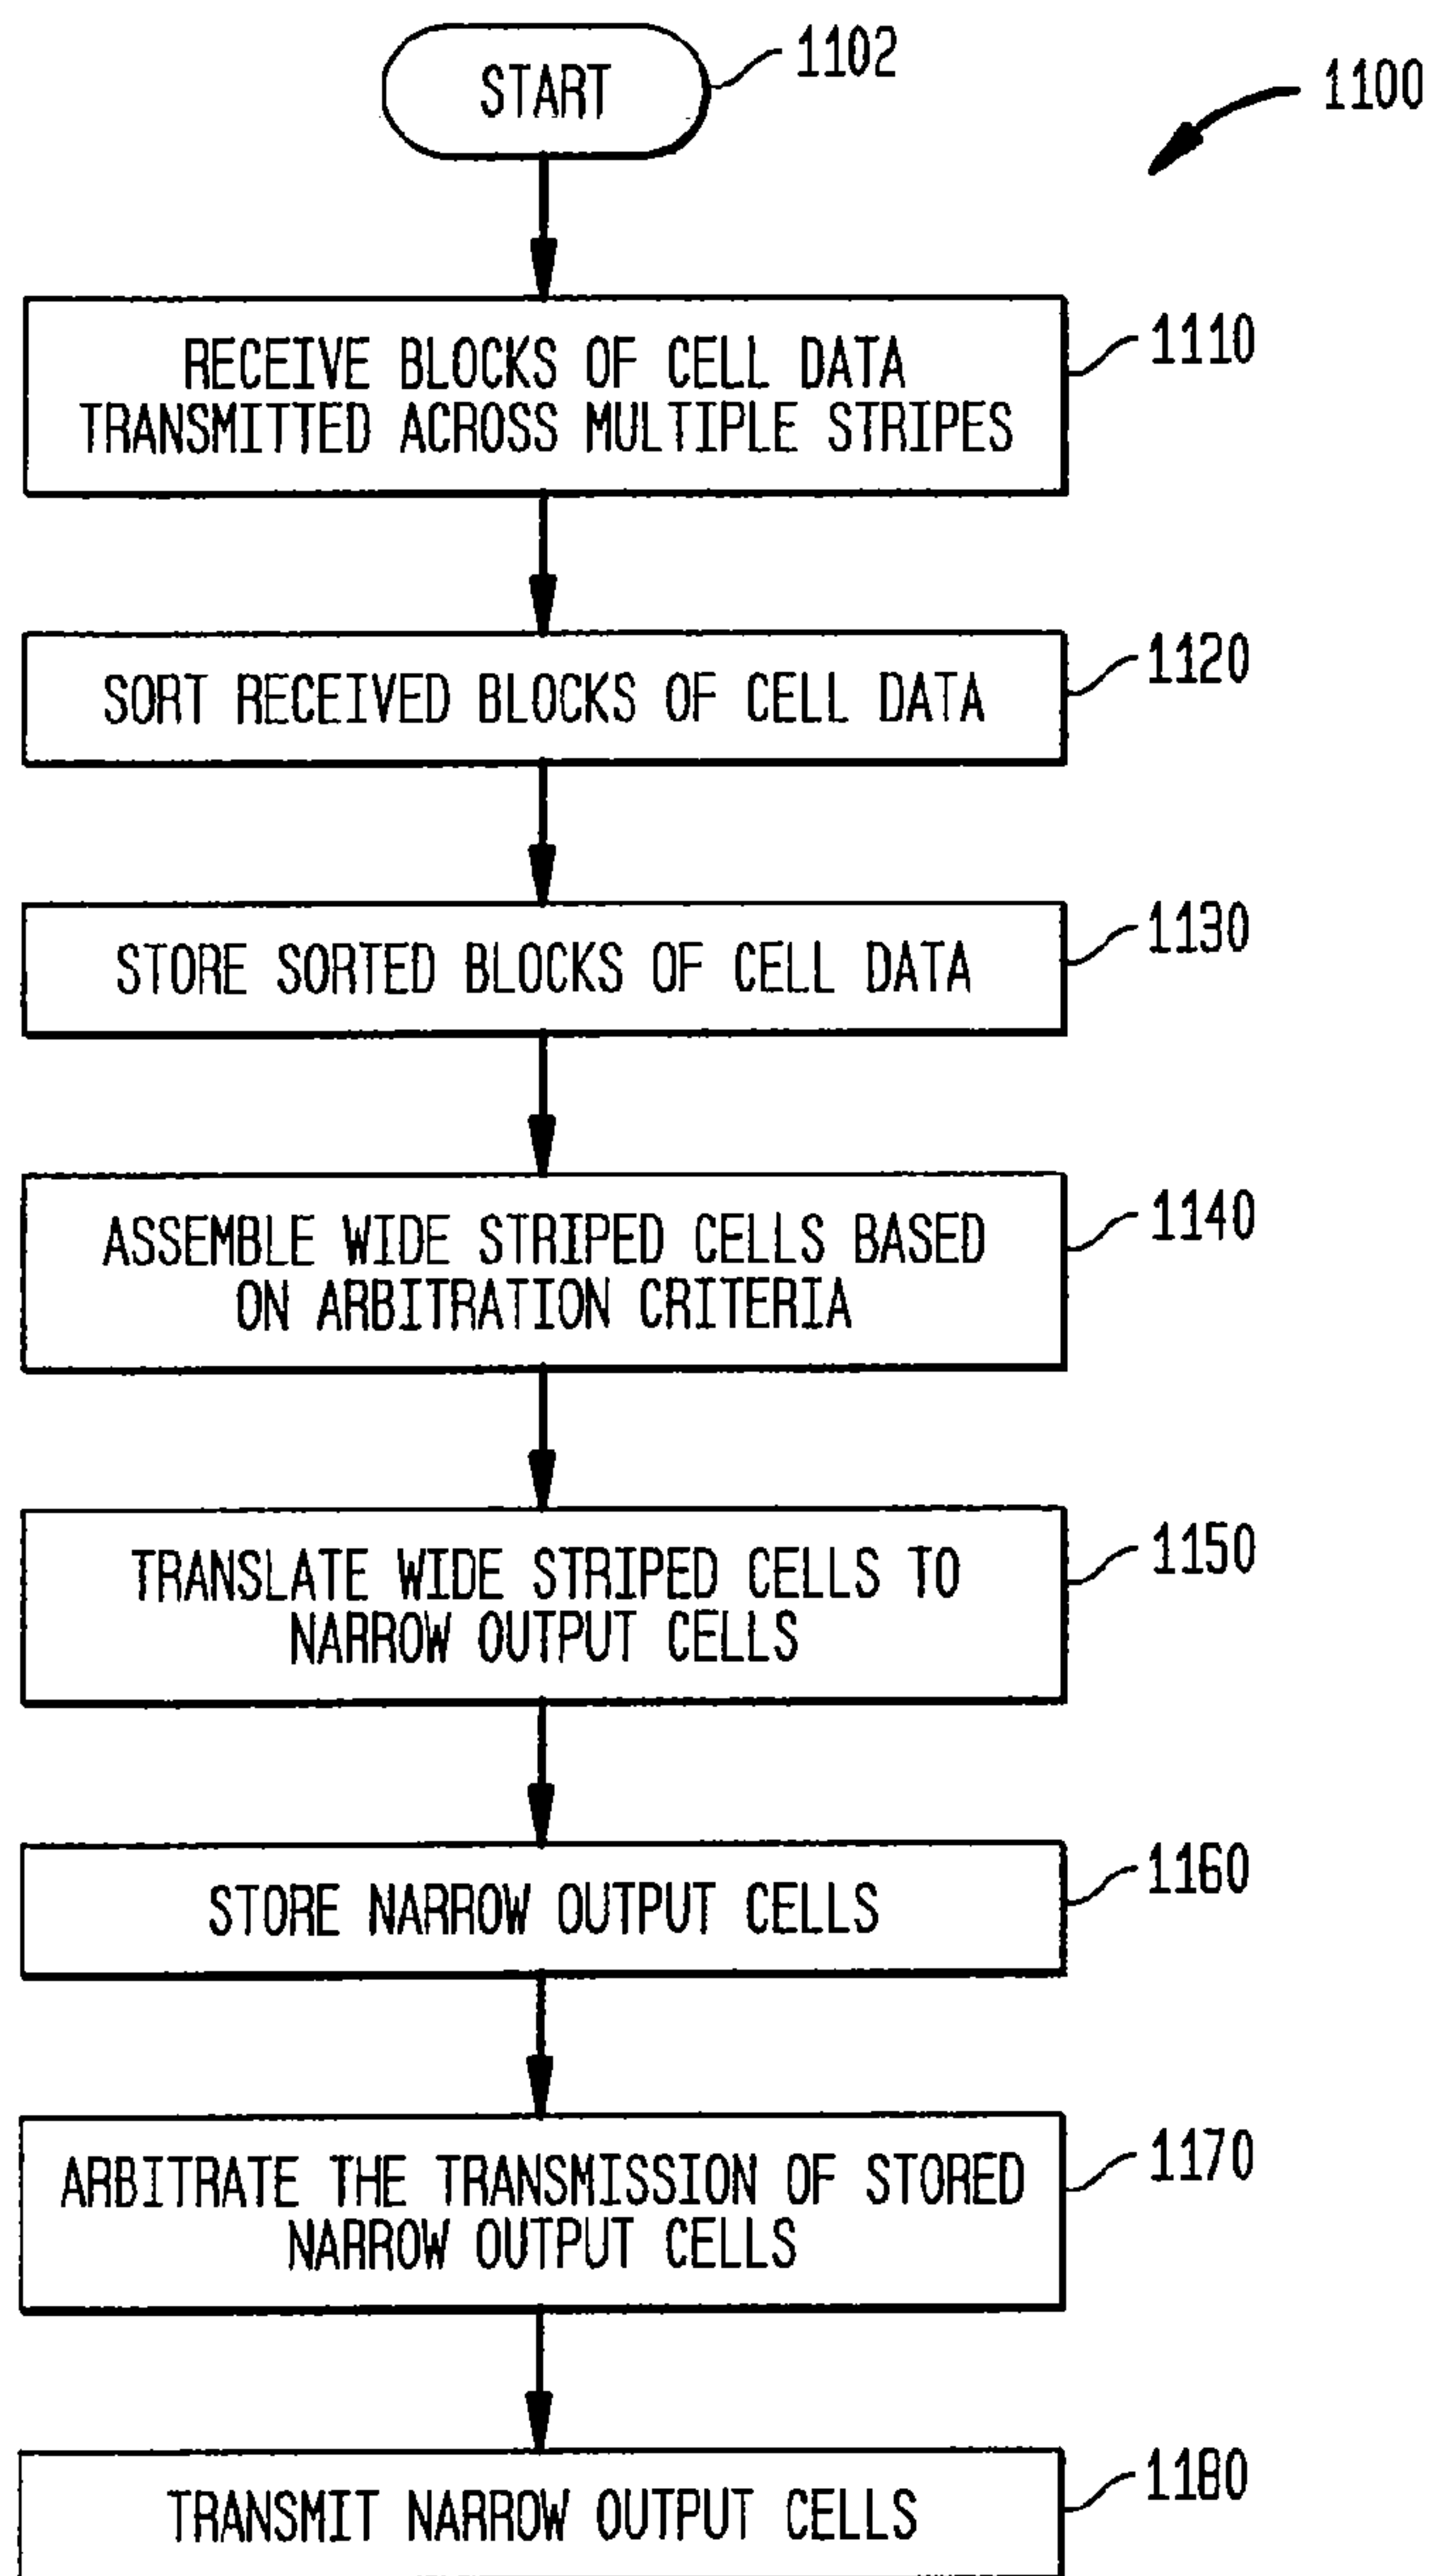 START
1102
1100
RECEIVE BLOCKS OF CELL DATA
TRANSMITTED ACROSS MULTIPLE STRIPES
1110
SORT RECEIVED BLOCKS OF CELL DATA
1120
STORE SORTED BLOCKS OF CELL DATA
1130
ASSEMBLE WIDE STRIPED CELLS BASED
ON ARBITRATION CRITERIA
1140
TRANSLATE WIDE STRIPED CELLS TO
NARROW OUTPUT CELLS
1150
STORE NARROW OUTPUT CELLS
1160
ARBITRATE THE TRANSMISSION OF STORED
NARROW OUTPUT CELLS
1170
TRANSMIT NARROW OUTPUT CELLS
1180